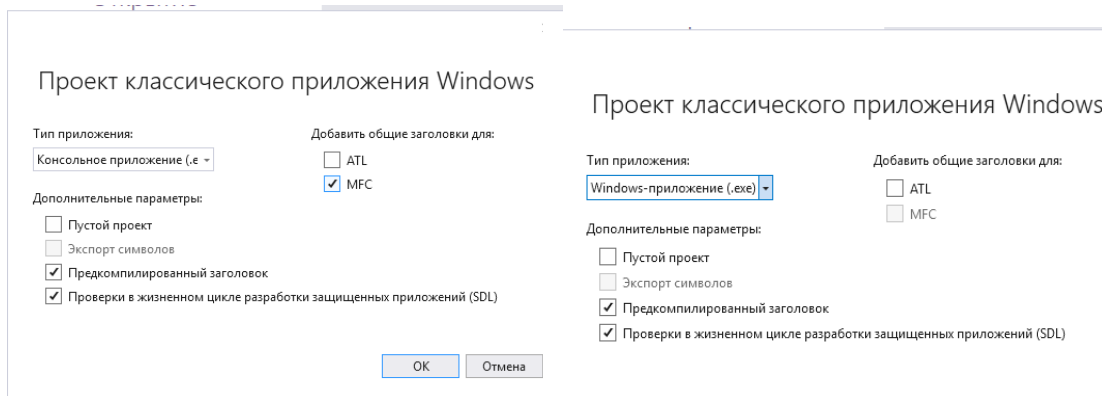 Проект классического приложения Windows
Тип приложения:
Добавить общие заголовки для:
Консольное приложение (.е
ATL
MFC
Дополнительные параметры:
Пустой проект
Экспорт символов
Предкомпилированный заголовок
Проверки в жизненном цикле разработки защищенных приложений (SDL)
ОК
Отмена
Проект классического приложения Windows
Тип приложения:
Добавить общие заголовки для:
Windows-приложение (.exe)
ATL
MFC
Дополнительные параметры:
Пустой проект
Экспорт символов
Предкомпилированный заголовок
Проверки в жизненном цикле разработки защищенных приложений (SDL)